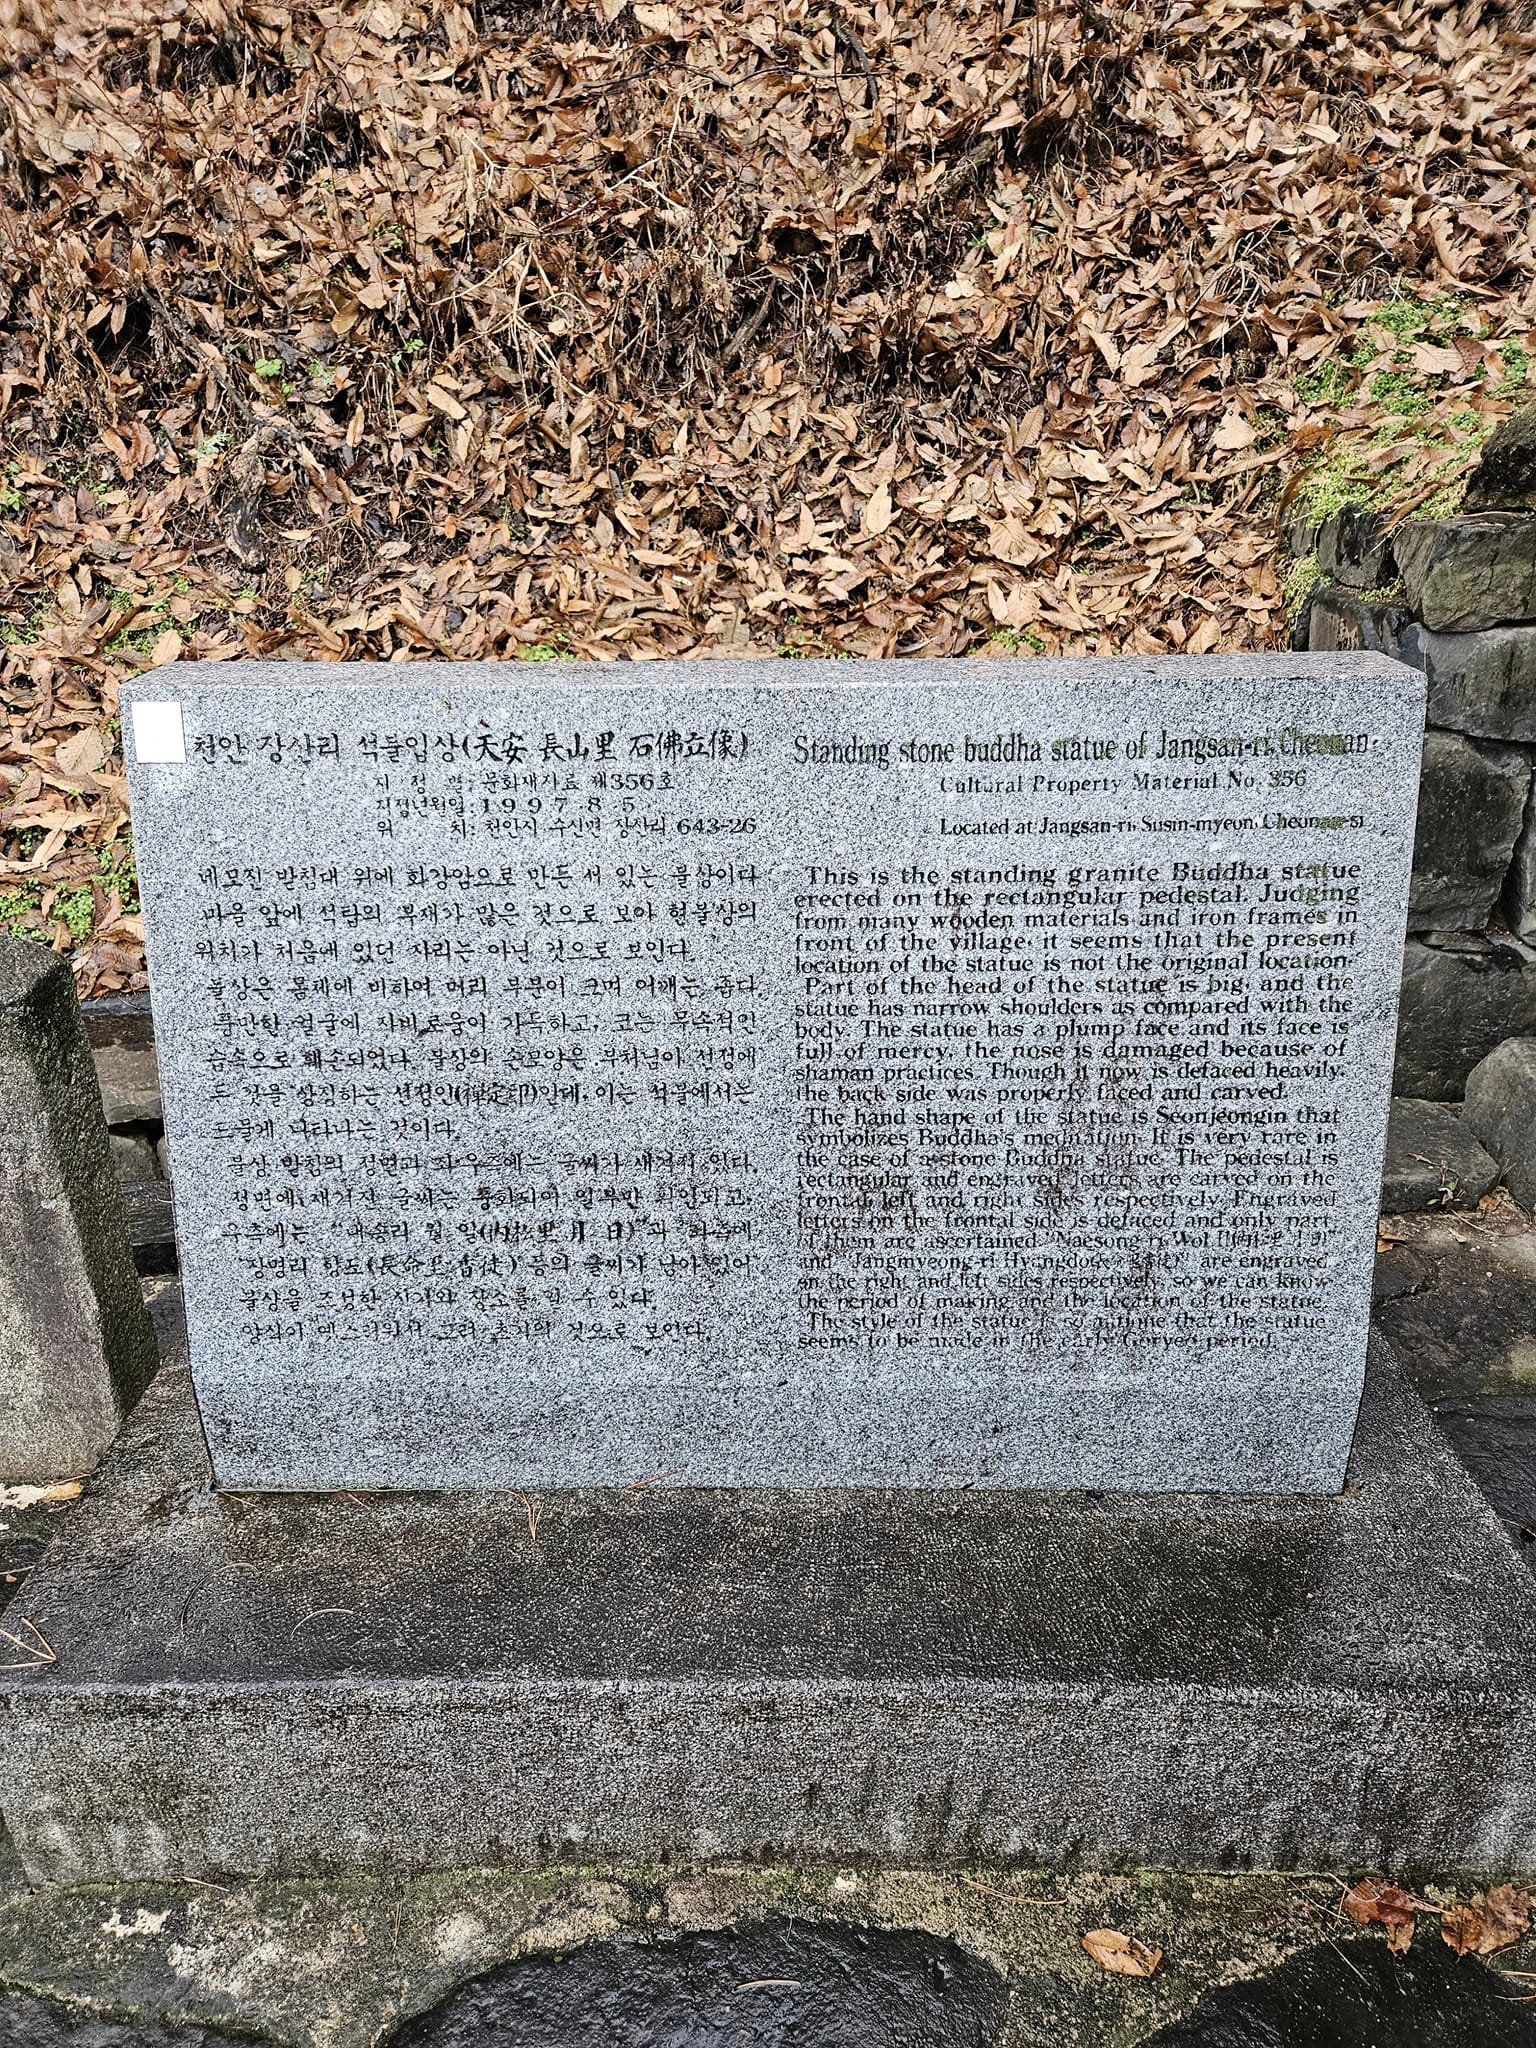 천안 장산리 석불입상(天安 長山里 石佛立像)
지 정 별: 문화재자료 제356호
지정년월일: 1997. 8. 5
위 치: 천안시 수신면 장산리 643-26
네모진 받침대 위에 화강암으로 만든 서 있는 불상이다
마을 앞에 석탑의 부재가 많은 것으로 보아 현불상의
위치가 처음에 있던 자리는 아닌 것으로 보인다.
불상은 몸체에 비하여 머리 부분이 크며 어깨는 좁다.
풍만한 얼굴에 자비로움이 가득하고, 코는 무속적인
습속으로 훼손되었다. 불상의 손모양은 부처님이 선정에
든 것을 상징하는 선정인(禪定印)인데, 이는 석불에서는
드물게 나타나는 것이다.
불상 받침의 정면과 좌·우측에는 글씨가 새겨져 있다.
정면에 새겨진 글씨는 풍화되어 일부만 확인되고,
우측에는 "내송리 월 일(內松里 月 日)"과 좌측에
"장명리 향도(長命里 香徒) 등의 글씨가 남아 있어
불상을 조성한 시기와 장소를 알 수 있다.
양식이 예스러워서 고려 초기의 것으로 보인다.
Standing stone buddha statue of Jangsan-ri, Cheonan
Cultural Property Material No. 356
Located at Jangsan-ri, Susin-myeon, Cheonan-si
This is the standing granite Buddha statue
erected on the rectangular pedestal. Judging
from many wooden materials and iron frames in
front of the village, it seems that the present
location of the statue is not the original location.
Part of the head of the statue is big, and the
statue has narrow shoulders as compared with the
body. The statue has a plump face and its face is
full of mercy, the nose is damaged because of
shaman practices. Though it now is defaced heavily,
the back side was properly faced and carved.
The hand shape of the statue is Seonjeongin that
symbolizes Buddha's meditation. It is very rare in
the case of a stone Buddha statue. The pedestal is
rectangular and engraved letters are carved on the
frontal, left and right sides respectively. Engraved
letters on the frontal side is defaced and only part
of them are ascertained. "Naesong-ri Wol Il
and "Jangmyeong-ri Hyangdo are engraved
on the right and left sides respectively, so we can know
the period of making and the location of the statue.
The style of the statue is so antique that the statue
seems to be made in the early Goryeo period.